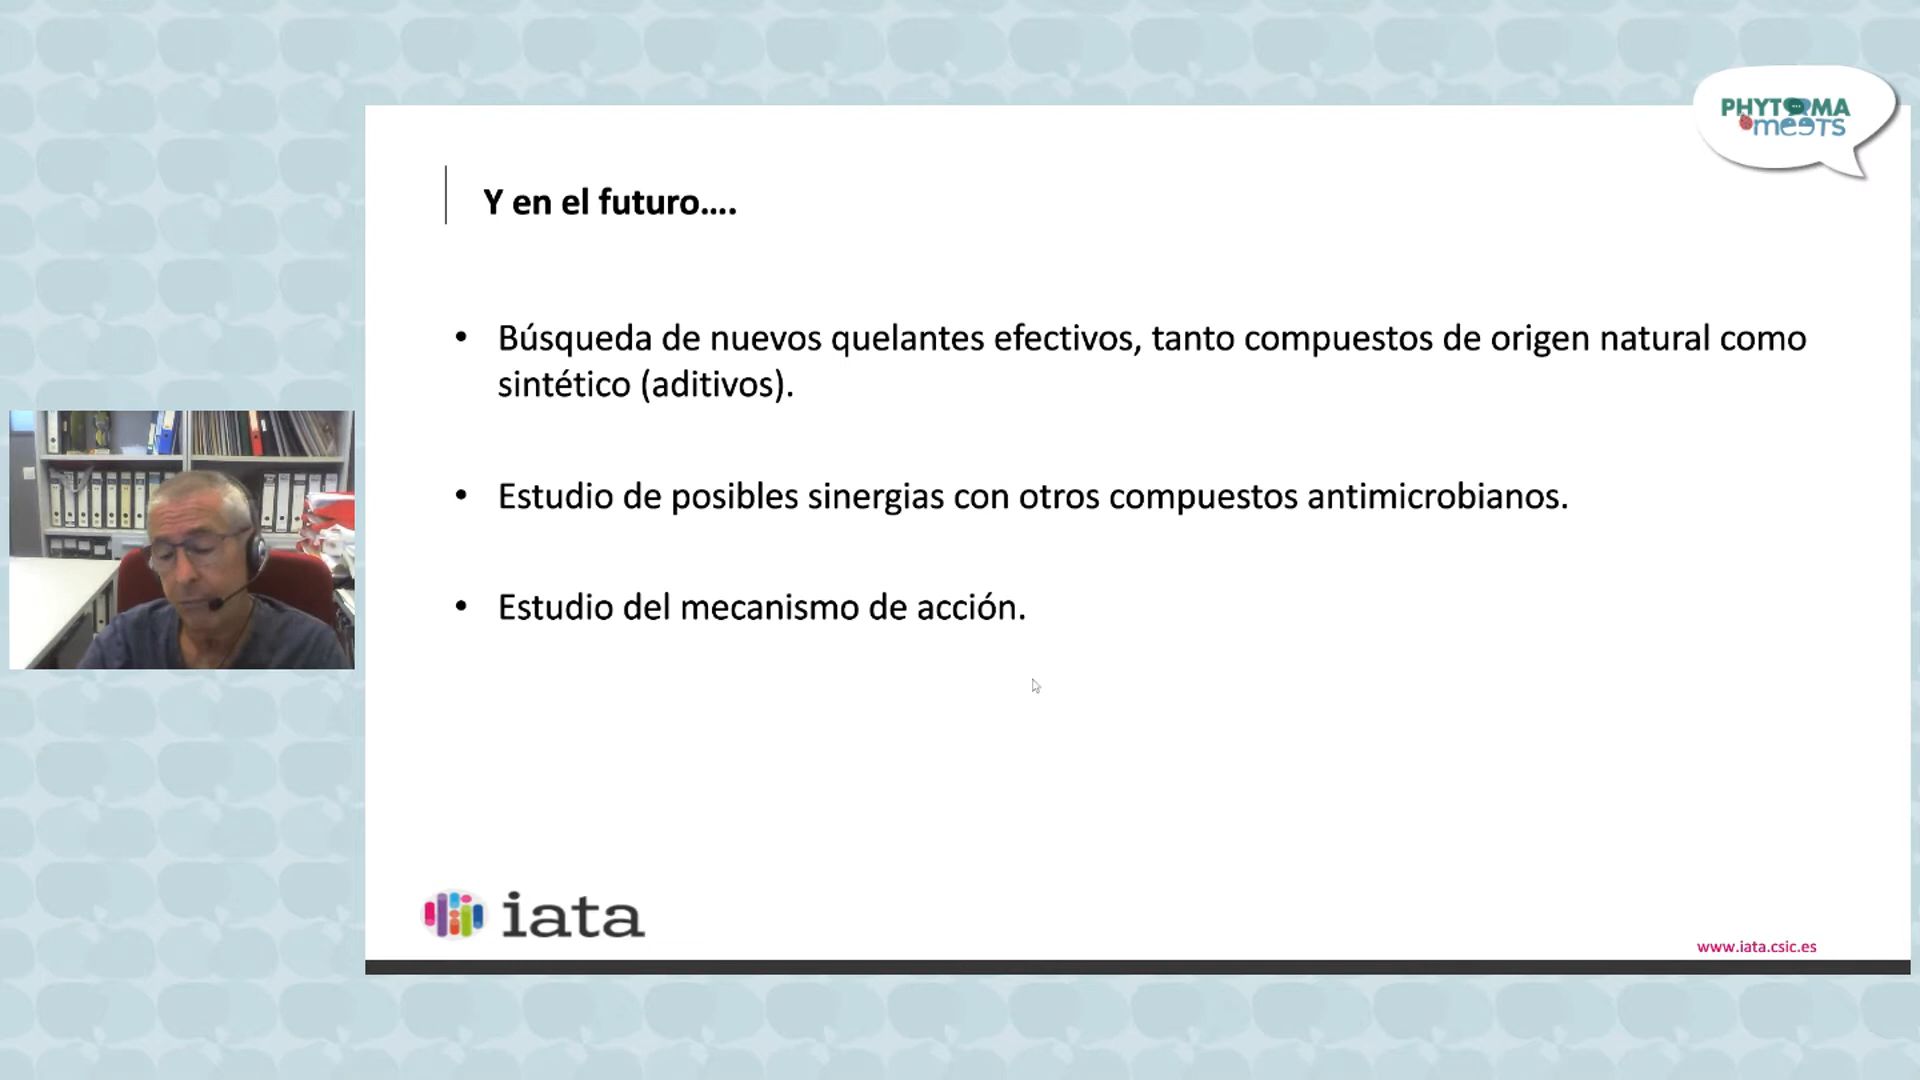 PHYTOMA
meets
Y en el futuro....
• Búsqueda de nuevos quelantes efectivos, tanto compuestos de origen natural como
sintético (aditivos).
• Estudio de posibles sinergias con otros compuestos antimicrobianos.
• Estudio del mecanismo de acción.
iata
www.iata.csic.es